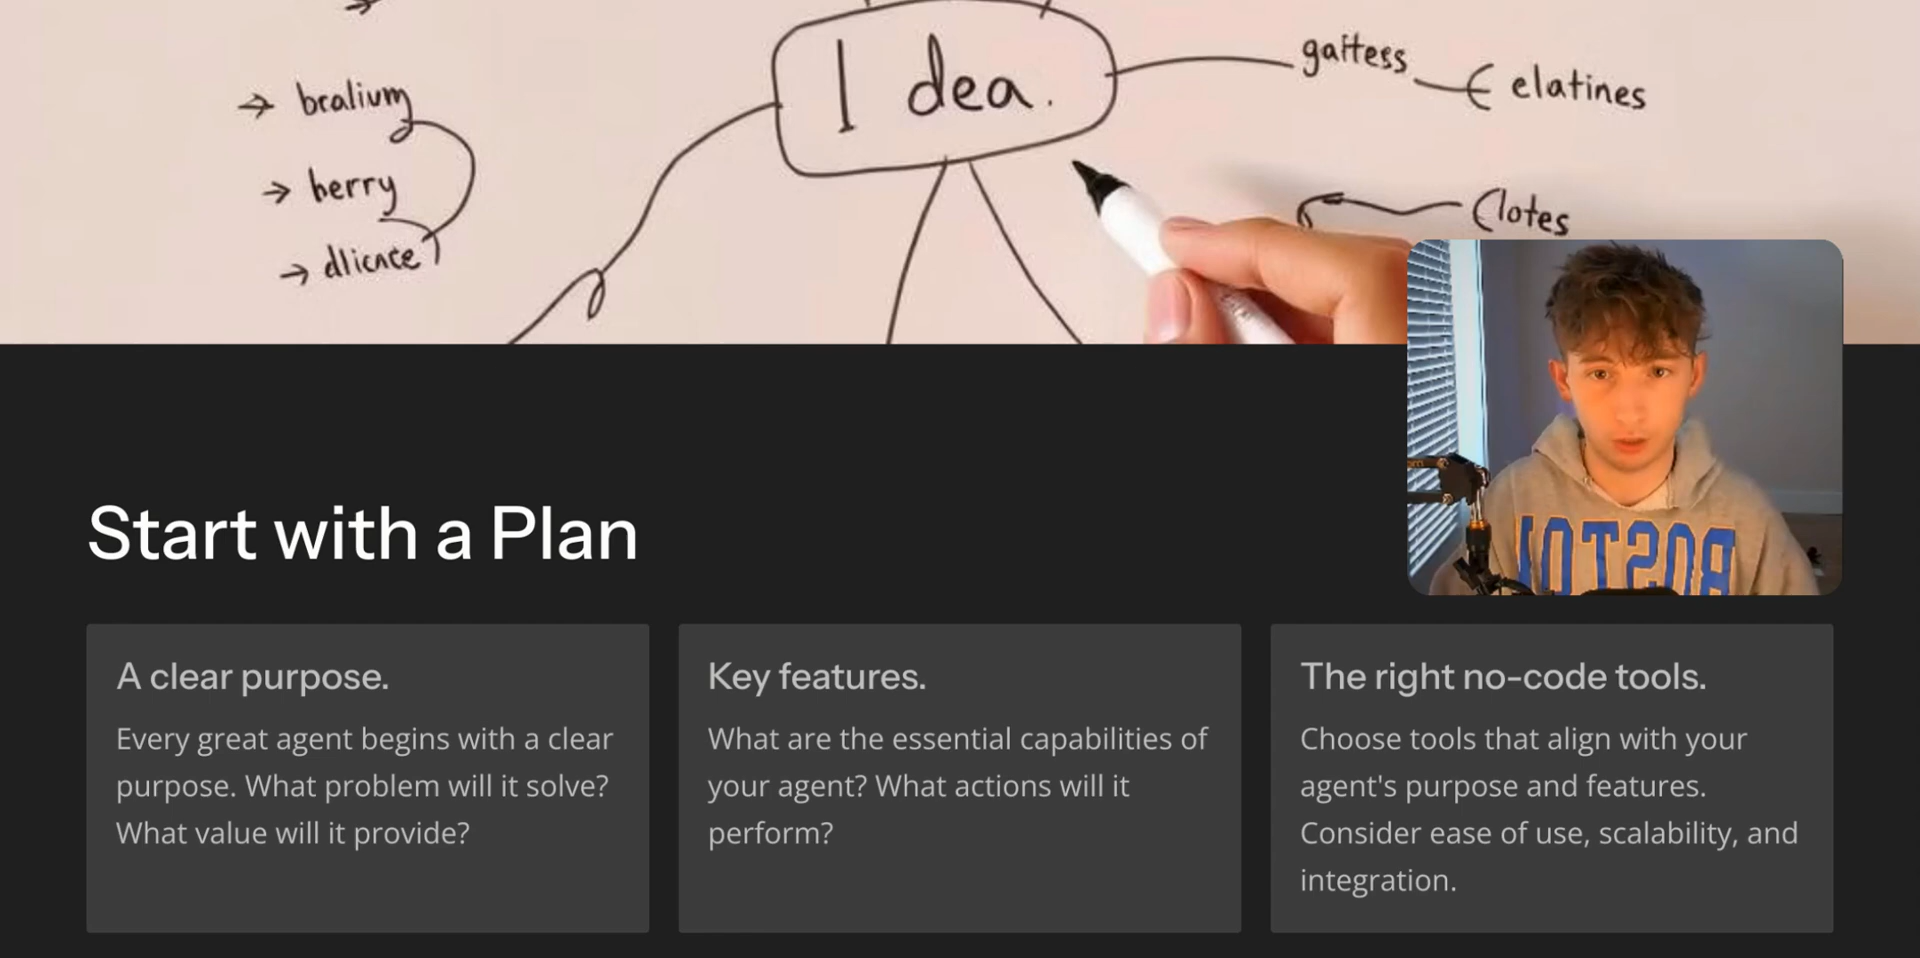 I dea.
gaitess
elatines
→ bralium
→ berry
→ dlicnce
Clotes
BOSTO
Start with a Plan
A clear purpose.
Every great agent begins with a clear
purpose. What problem will it solve?
What value will it provide?
Key features.
What are the essential capabilities of
your agent? What actions will it
perform?
The right no-code tools.
Choose tools that align with your
agent's purpose and features.
Consider ease of use, scalability, and
integration.